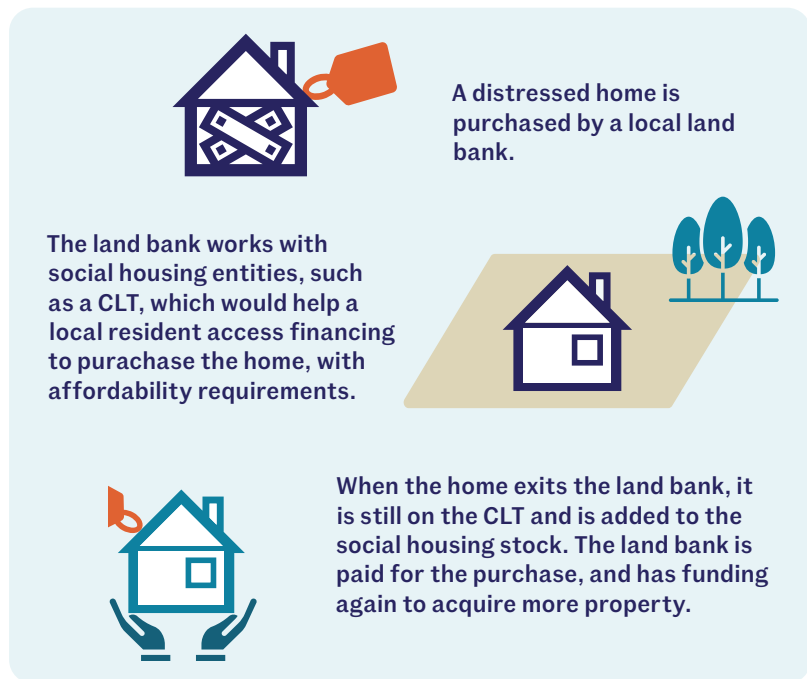 A distressed home is
purchased by a local land
bank.
The land bank works with
social housing entities, such
as a CLT, which would help a
local resident access financing
to purachase the home, with
affordability requirements.
When the home exits the land bank, it
is still on the CLT and is added to the
social housing stock. The land bank is
paid for the purchase, and has funding
again to acquire more property.